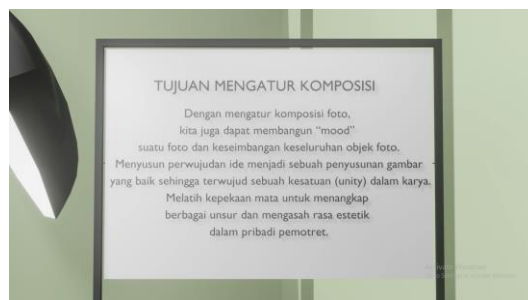 TUJUAN MENGATUR KOMPOSISI
Dengan mengatur komposisi foto,
kita juga dapat membangun “mood”
suatu foto dan keseimbangan keseluruhan objek foto.
Menyusun perwujudan ide menjadi sebuah penyusunan gambar
yang baik sehingga terwujud sebuah kesatuan (unity) dalam karya.
Melatih kepekaan mata untuk menangkap
berbagai unsur dan mengasah rasa estetik
dalam pribadi pemotret.